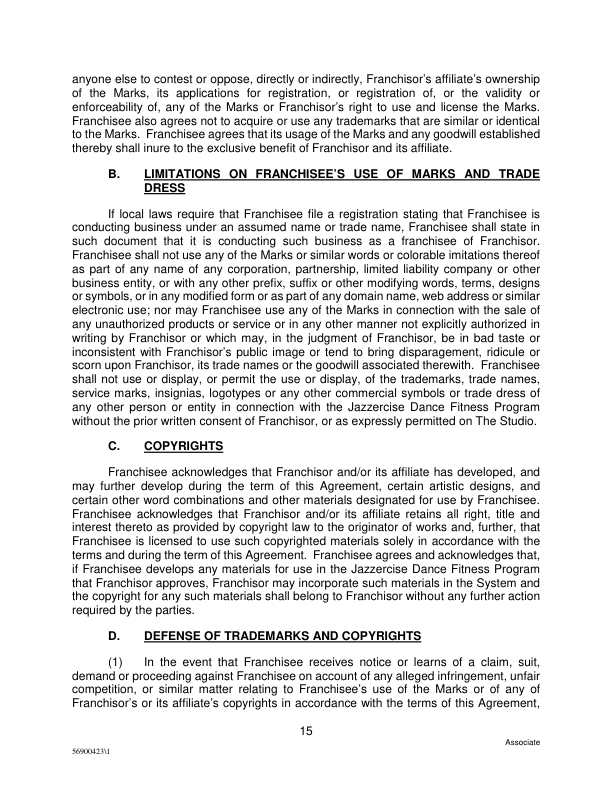 anyone else to contest or oppose, directly or indirectly, Franchisor's affiliate's ownership
of the Marks, its applications for registration, or registration of, or the validity or
enforceability of, any of the Marks or Franchisor's right to use and license the Marks.
Franchisee also agrees not to acquire or use any trademarks that are similar or identical
to the Marks. Franchisee agrees that its usage of the Marks and any goodwill established
thereby shall inure to the exclusive benefit of Franchisor and its affiliate.
B. LIMITATIONS ON FRANCHISEE'S USE OF MARKS AND TRADE
DRESS
If local laws require that Franchisee file a registration stating that Franchisee is
conducting business under an assumed name or trade name, Franchisee shall state in
such document that it is conducting such business as a franchisee of Franchisor.
Franchisee shall not use any of the Marks or similar words or colorable imitations thereof
as part of any name of any corporation, partnership, limited liability company or other
business entity, or with any other prefix, suffix or other modifying words, terms, designs
or symbols, or in any modified form or as part of any domain name, web address or similar
electronic use; nor may Franchisee use any of the Marks in connection with the sale of
any unauthorized products or service or in any other manner not explicitly authorized in
writing by Franchisor or which may, in the judgment of Franchisor, be in bad taste or
inconsistent with Franchisor's public image or tend to bring disparagement, ridicule or
scorn upon Franchisor, its trade names or the goodwill associated therewith. Franchisee
shall not use or display, or permit the use or display, of the trademarks, trade names,
service marks, insignias, logotypes or any other commercial symbols or trade dress of
any other person or entity in connection with the Jazzercise Dance Fitness Program
without the prior written consent of Franchisor, or as expressly permitted on The Studio.
C. COPYRIGHTS
Franchisee acknowledges that Franchisor and/or its affiliate has developed, and
may further develop during the term of this Agreement, certain artistic designs, and
certain other word combinations and other materials designated for use by Franchisee.
Franchisee acknowledges that Franchisor and/or its affiliate retains all right, title and
interest thereto as provided by copyright law to the originator of works and, further, that
Franchisee is licensed to use such copyrighted materials solely in accordance with the
terms and during the term of this Agreement. Franchisee agrees and acknowledges that,
if Franchisee develops any materials for use in the Jazzercise Dance Fitness Program
that Franchisor approves, Franchisor may incorporate such materials in the System and
the copyright for any such materials shall belong to Franchisor without any further action
required by the parties.
D. DEFENSE OF TRADEMARKS AND COPYRIGHTS
(1) In the event that Franchisee receives notice or learns of a claim, suit,
demand or proceeding against Franchisee on account of any alleged infringement, unfair
competition, or similar matter relating to Franchisee's use of the Marks or of any of
Franchisor's or its affiliate's copyrights in accordance with the terms of this Agreement,
15
Associate
56900423\1